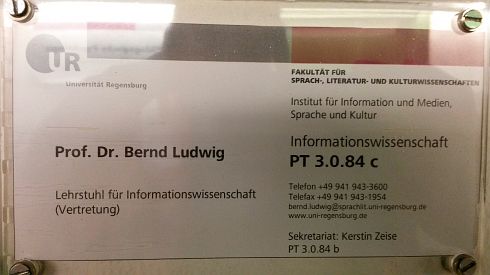 UR
Universität Regensburg
Prof. Dr. Bernd Ludwig
Lehrstuhl für Informationswissenschaft
(Vertretung)
FAKULTÄT FÜR
SPRACH-, LITERATUR- UND KULTURWISSENSCHAFTEN
Institut für Information und Medien,
Sprache und Kultur
Informationswissenschaft
PT 3.0.84 c
Telefon +49 941 943-3600
Telefax +49 941 943-1954
bernd.ludwig@sprachlit.uni-regensburg.de
www.uni-regensburg.de
Sekretariat: Kerstin Zeise
PT 3.0.84 b